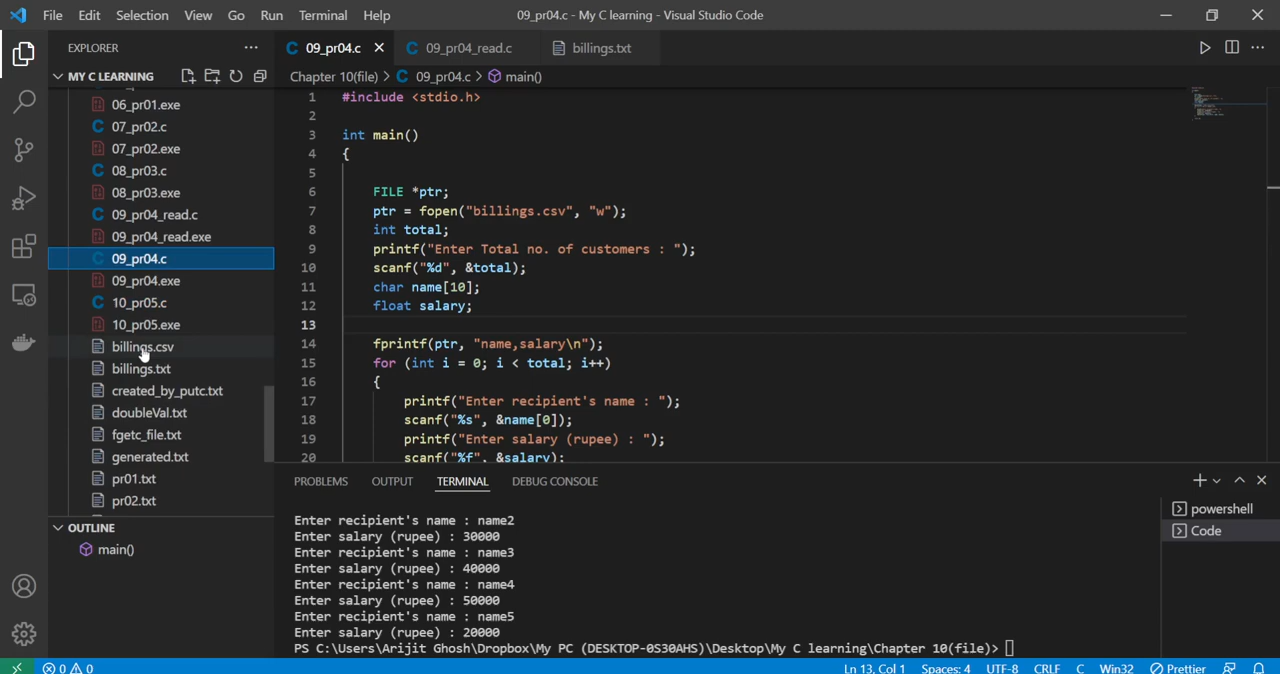 File Edit Selection View Go Run Terminal Help 09_pr04.c - My C learning - Visual Studio Code
EXPLORER
MY C LEARNING
06_pr01.exe
07_pr02.c
07_pr02.exe
08_pr03.c
08_pr03.exe
09_pr04_read.c
09_pr04_read.exe
09_pr04.c
09_pr04.exe
10_pr05.c
10_pr05.exe
billings.csv
billings.txt
created_by_putc.txt
doubleVal.txt
fgetc_file.txt
generated.txt
pr01.txt
pr02.txt
OUTLINE
main()
C 09_pr04.c C 09_pr04_read.c billings.txt
Chapter 10(file) > C 09_pr04.c > main()
1 #include <stdio.h>
2
3 int main()
4 {
5
6 FILE *ptr;
7 ptr = fopen("billings.csv", "w");
8 int total;
9 printf("Enter Total no. of customers : ");
10 scanf("%d", &total);
11 char name[10];
12 float salary;
13
14 fprintf(ptr, "name,salary\n");
15 for (int i = 0; i < total; i++)
16 {
17 printf("Enter recipient's name : ");
18 scanf("%s", &name[0]);
19 printf("Enter salary (rupee) : ");
20 scanf("%f", &salary);
PROBLEMS OUTPUT TERMINAL DEBUG CONSOLE
Enter recipient's name : name2
Enter salary (rupee) : 30000
Enter recipient's name : name3
Enter salary (rupee) : 40000
Enter recipient's name : name4
Enter salary (rupee) : 50000
Enter recipient's name : name5
Enter salary (rupee) : 20000
PS C:\Users\Arijit Ghosh\Dropbox\My PC (DESKTOP-0S30AHS)\Desktop\My C learning\Chapter 10(file)>
powershell
Code
0 0 Ln 13, Col 1 Spaces: 4 UTF-8 CRLF C Win32 Prettier